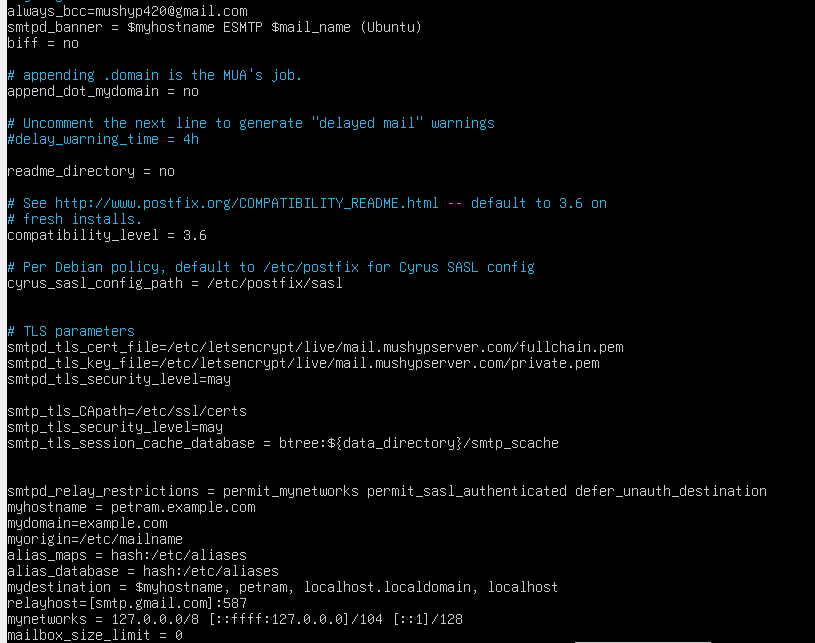 always_bcc=mushyp420@gmail.com
smtpd_banner = $myhostname ESMTP $mail_name (Ubuntu)
biff = no
# appending .domain is the MUA's job.
append_dot_mydomain = no
# Uncomment the next line to generate "delayed mail" warnings
#delay_warning_time = 4h
readme_directory = no
# See http://www.postfix.org/COMPATIBILITY_README.html -- default to 3.6 on
# fresh installs.
compatibility_level = 3.6
# Per Debian policy, default to /etc/postfix for Cyrus SASL config
cyrus_sasl_config_path = /etc/postfix/sasl
# TLS parameters
smtpd_tls_cert_file=/etc/letsencrypt/live/mail.mushypserver.com/fullchain.pem
smtpd_tls_key_file=/etc/letsencrypt/live/mail.mushypserver.com/private.pem
smtpd_tls_security_level=may
smtp_tls_CApath=/etc/ssl/certs
smtp_tls_security_level=may
smtp_tls_session_cache_database = btree:${data_directory}/smtp_scache
smtpd_relay_restrictions = permit_mynetworks permit_sasl_authenticated defer_unauth_destination
myhostname = petram.example.com
mydomain=example.com
myorigin=/etc/mailname
alias_maps = hash:/etc/aliases
alias_database = hash:/etc/aliases
mydestination = $myhostname, petram, localhost.localdomain, localhost
relayhost=[smtp.gmail.com]:587
mynetworks = 127.0.0.0/8 [::ffff:127.0.0.0]/104 [::1]/128
mailbox_size_limit = 0